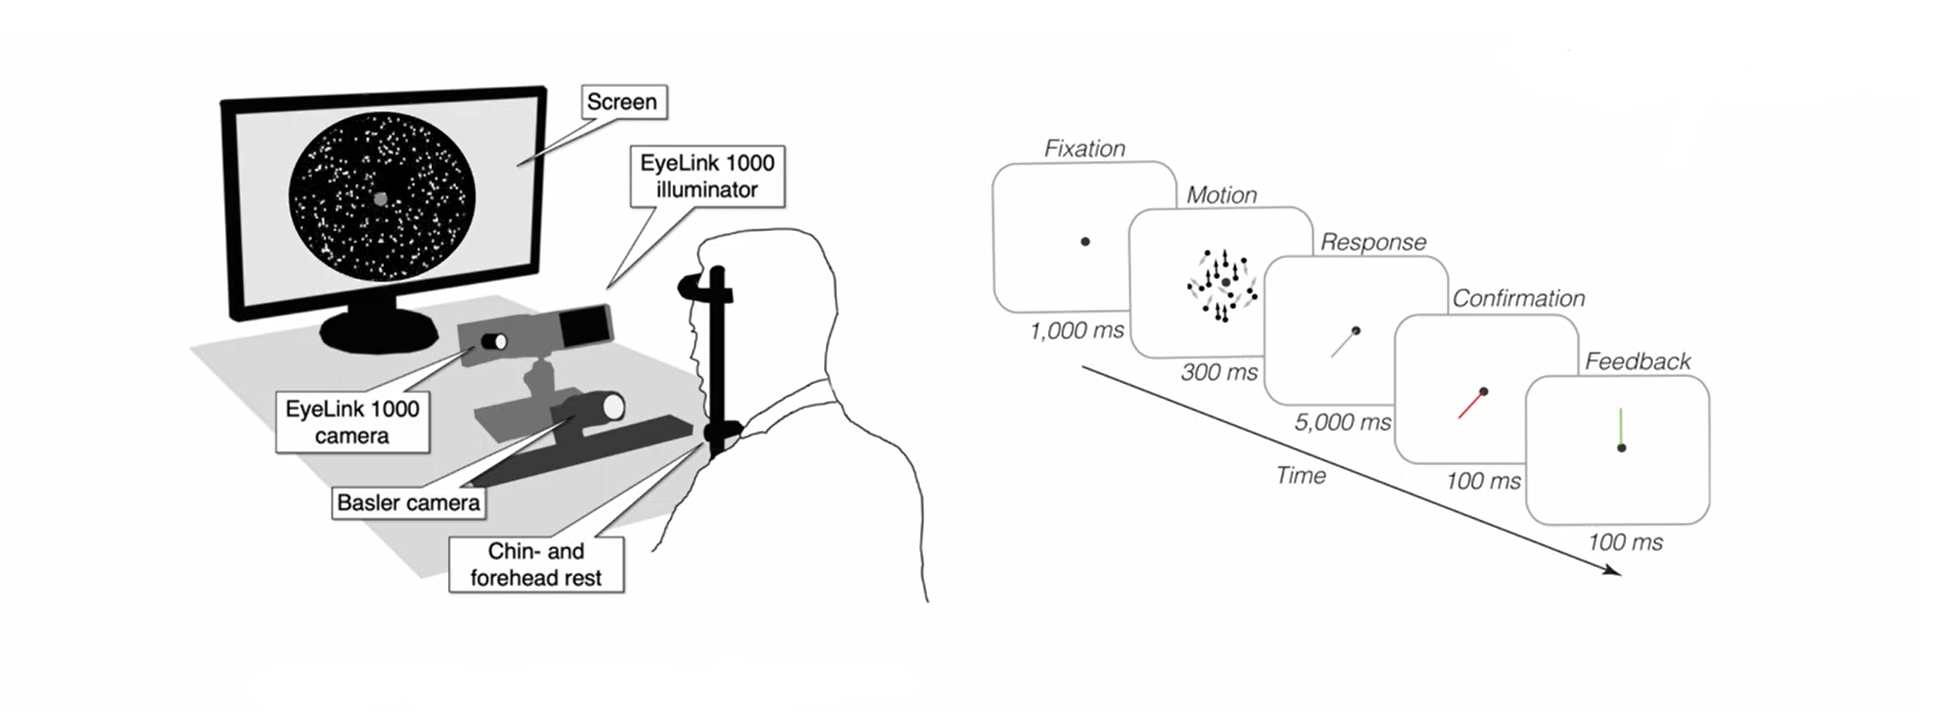 Screen
EyeLink 1000
illuminator
EyeLink 1000
camera
Basler camera
Chin- and
forehead rest
Fixation
1,000 ms
Motion
300 ms
Response
5,000 ms
Confirmation
100 ms
Feedback
100 ms
Time